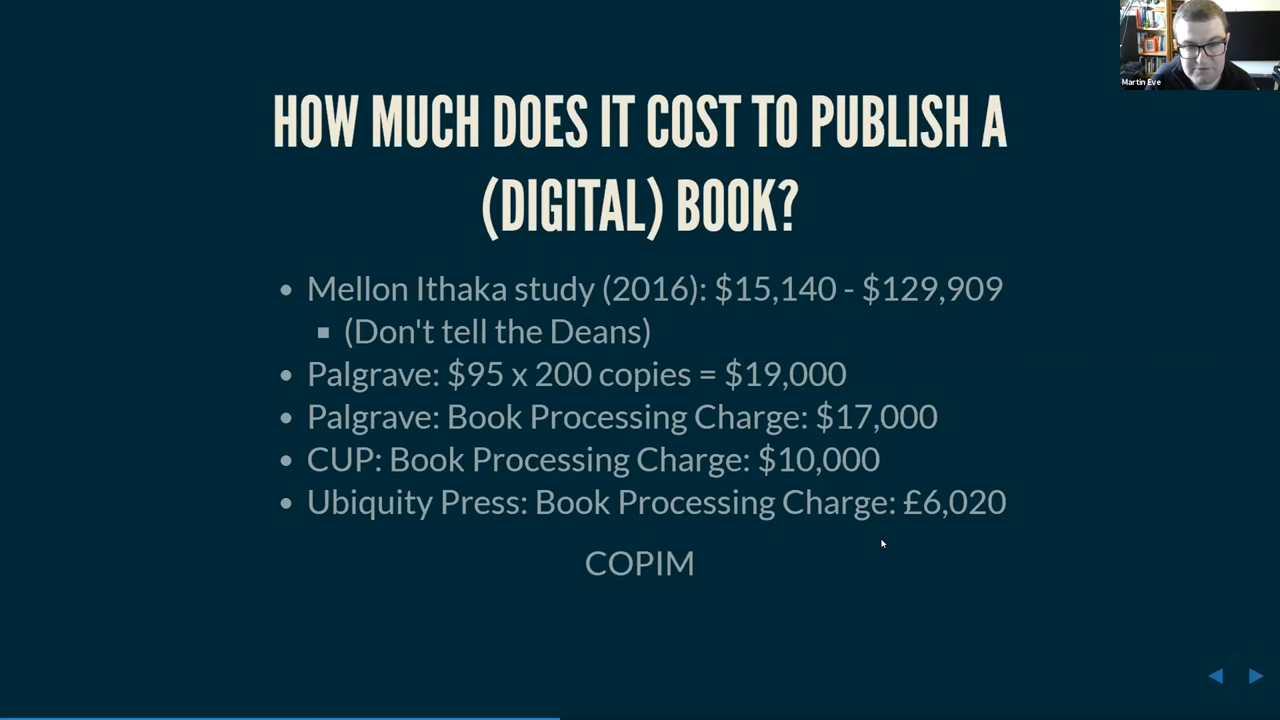 Martin Eve
HOW MUCH DOES IT COST TO PUBLISH A
(DIGITAL) BOOK?
• Mellon Ithaka study (2016): $15,140 - $129,909
▪ (Don't tell the Deans)
• Palgrave: $95 x 200 copies = $19,000
• Palgrave: Book Processing Charge: $17,000
• CUP: Book Processing Charge: $10,000
• Ubiquity Press: Book Processing Charge: £6,020
COPIM